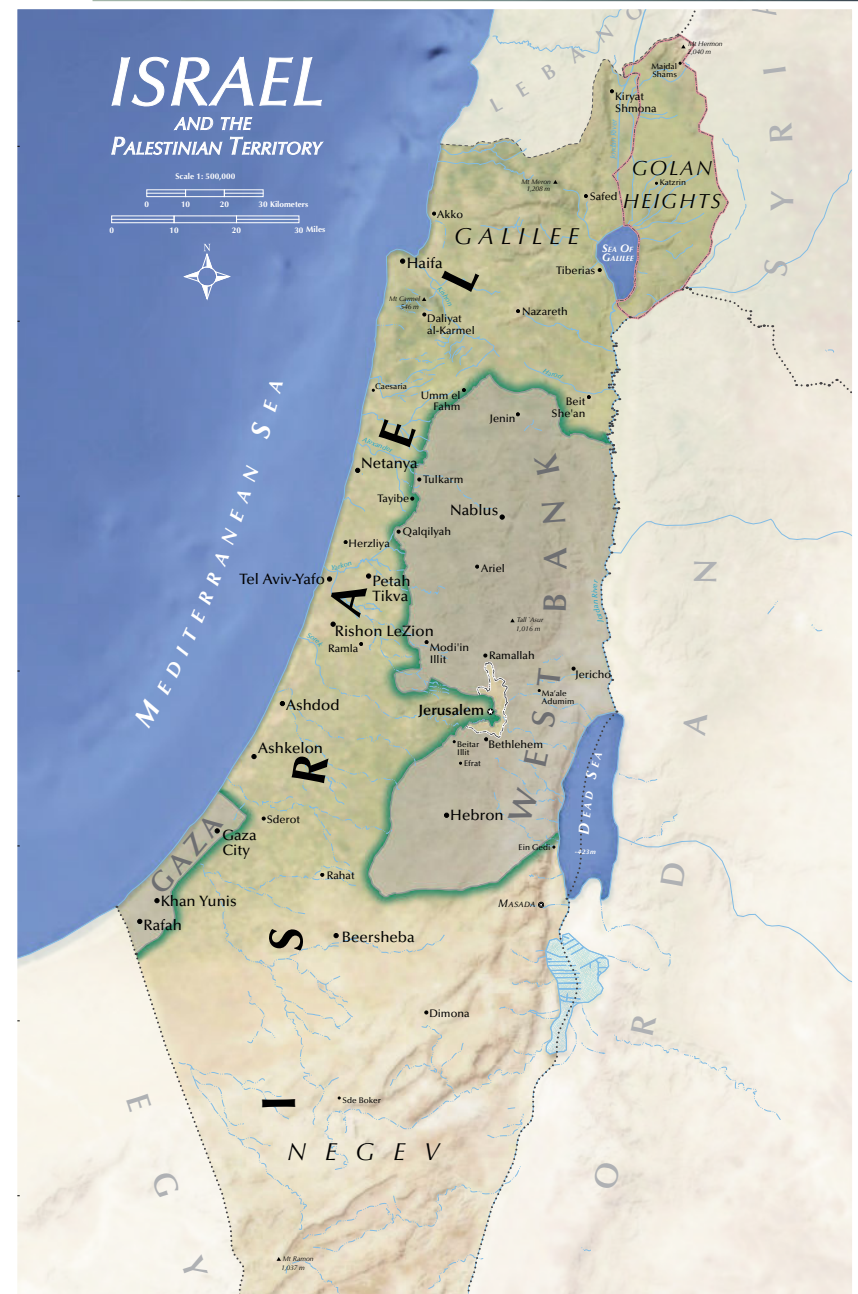 ISRAEL
AND THE
PALESTINIAN TERRITORY
Scale 1: 500,000
0 10 20 30 Kilometers
0 10 20 30 Miles
N
LEBANO
SYRI
Mt Hermon
2,040 m
Majdal
Shams
Kiryat
Shmona
GOLAN
HEIGHTS
Katzrin
Mt Meron
1,208 m
Safed
Akko
GALILEE
SEA OF
GALILEE
Haifa
Tiberias
Mt Carmel
546 m
Daliyat
al-Karmel
Nazareth
Caesaria
Umm el
Fahm
Beit
She'an
Jenin
MEDITERRANEAN SEA
ISRAEL
Netanya
Tulkarm
Tayibe
Nablus
Qalqilyah
Herzliya
Ariel
Tel Aviv-Yafo
Petah
Tikva
WEST BANK
Jordan River
Tall 'Asur
1,016 m
Rishon LeZion
Ramla
Modi'in
Illit
Ramallah
Jericho
Ma'ale
Adumim
Ashdod
Jerusalem
Beitar
Illit
Bethlehem
Efrat
Ashkelon
DEAD SEA
-423m
Hebron
Sderot
GAZA
Gaza
City
Ein Gedi
Rahat
Khan Yunis
MASADA
Rafah
Beersheba
JORDAN
Dimona
Sde Boker
NEGEV
EGY
Mt Ramon
1,037 m